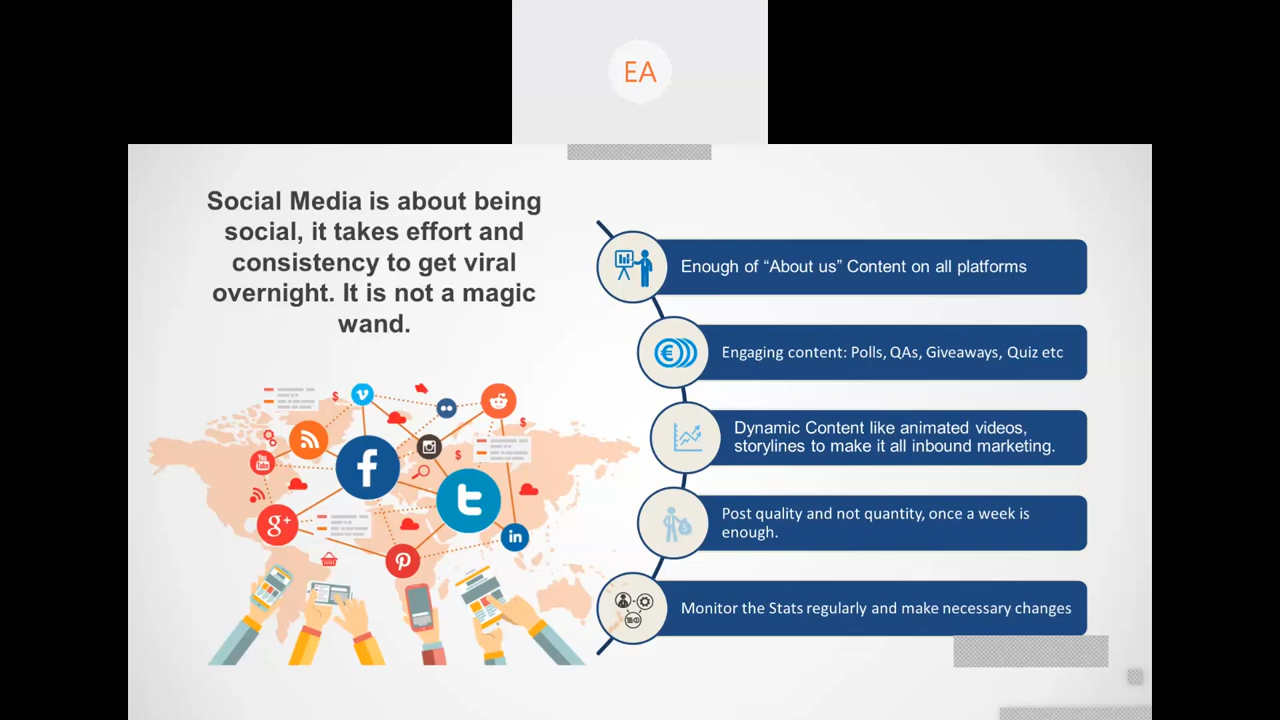 EA
Social Media is about being
social, it takes effort and
consistency to get viral
overnight. It is not a magic
wand.
Enough of “About us” Content on all platforms
Engaging content: Polls, QAs, Giveaways, Quiz etc
Dynamic Content like animated videos,
storylines to make it all inbound marketing.
Post quality and not quantity, once a week is
enough.
Monitor the Stats regularly and make necessary changes
You
Tube
g+
in